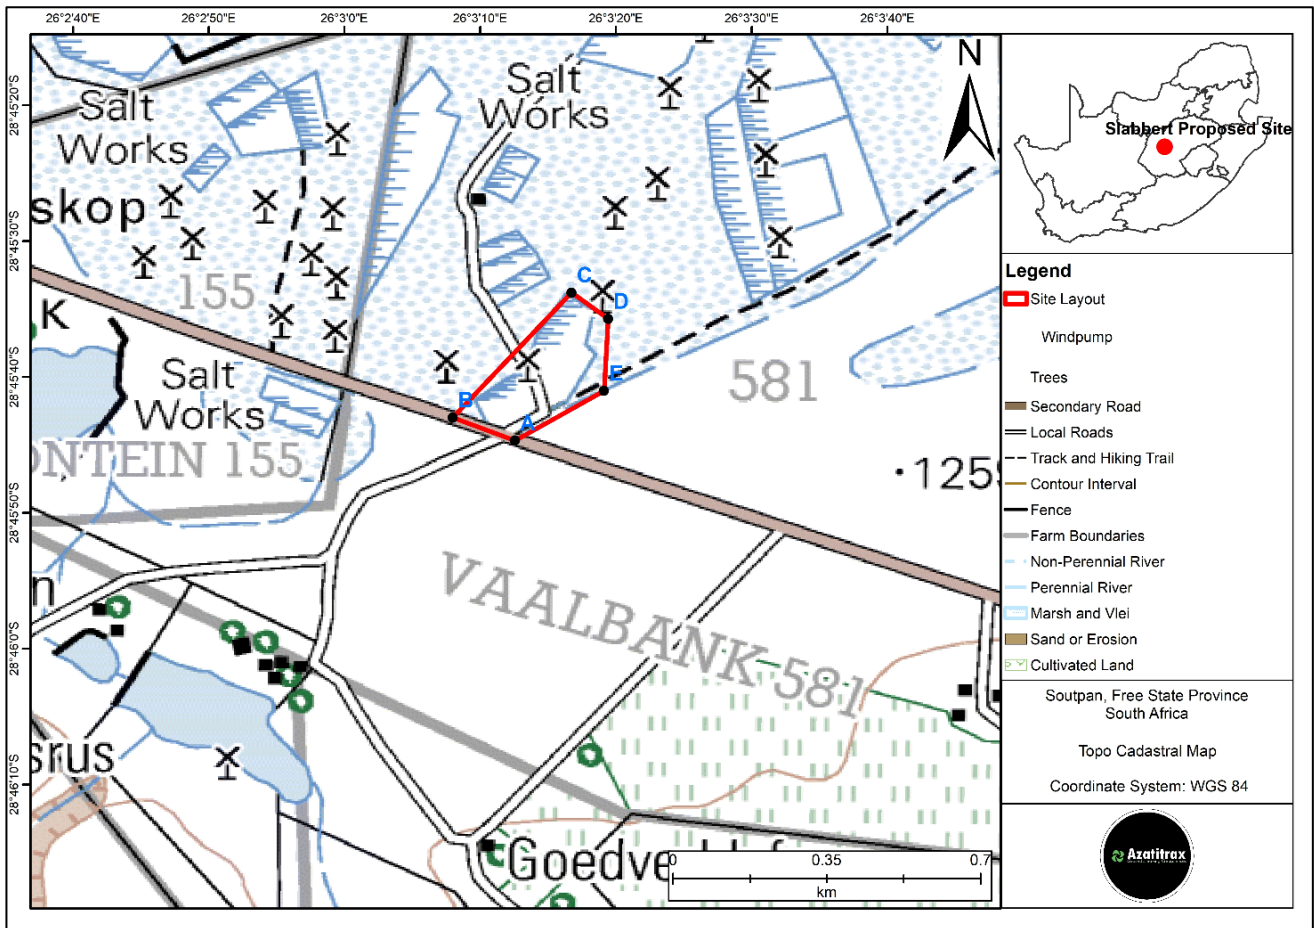 26°2'40"E 26°2'50"E 26°3'0"E 26°3'10"E 26°3'20"E 26°3'30"E 26°3'40"E
28°45'20"S
28°45'30"S
28°45'40"S
28°45'50"S
28°46'0"S
28°46'10"S
Salt
Works
Salt
Works
skop
155
K
Salt
Works
ONTEIN 155
C
D
B
E
A
581
125
VAALBANK 581
n
srus
Goedve
0 0.35 0.7
km
N
Slabbert Proposed Site
Legend
Site Layout
Windpump
Trees
Secondary Road
Local Roads
Track and Hiking Trail
Contour Interval
Fence
Farm Boundaries
Non-Perennial River
Perennial River
Marsh and Vlei
Sand or Erosion
Cultivated Land
Soutpan, Free State Province
South Africa
Topo Cadastral Map
Coordinate System: WGS 84
Azatitrax